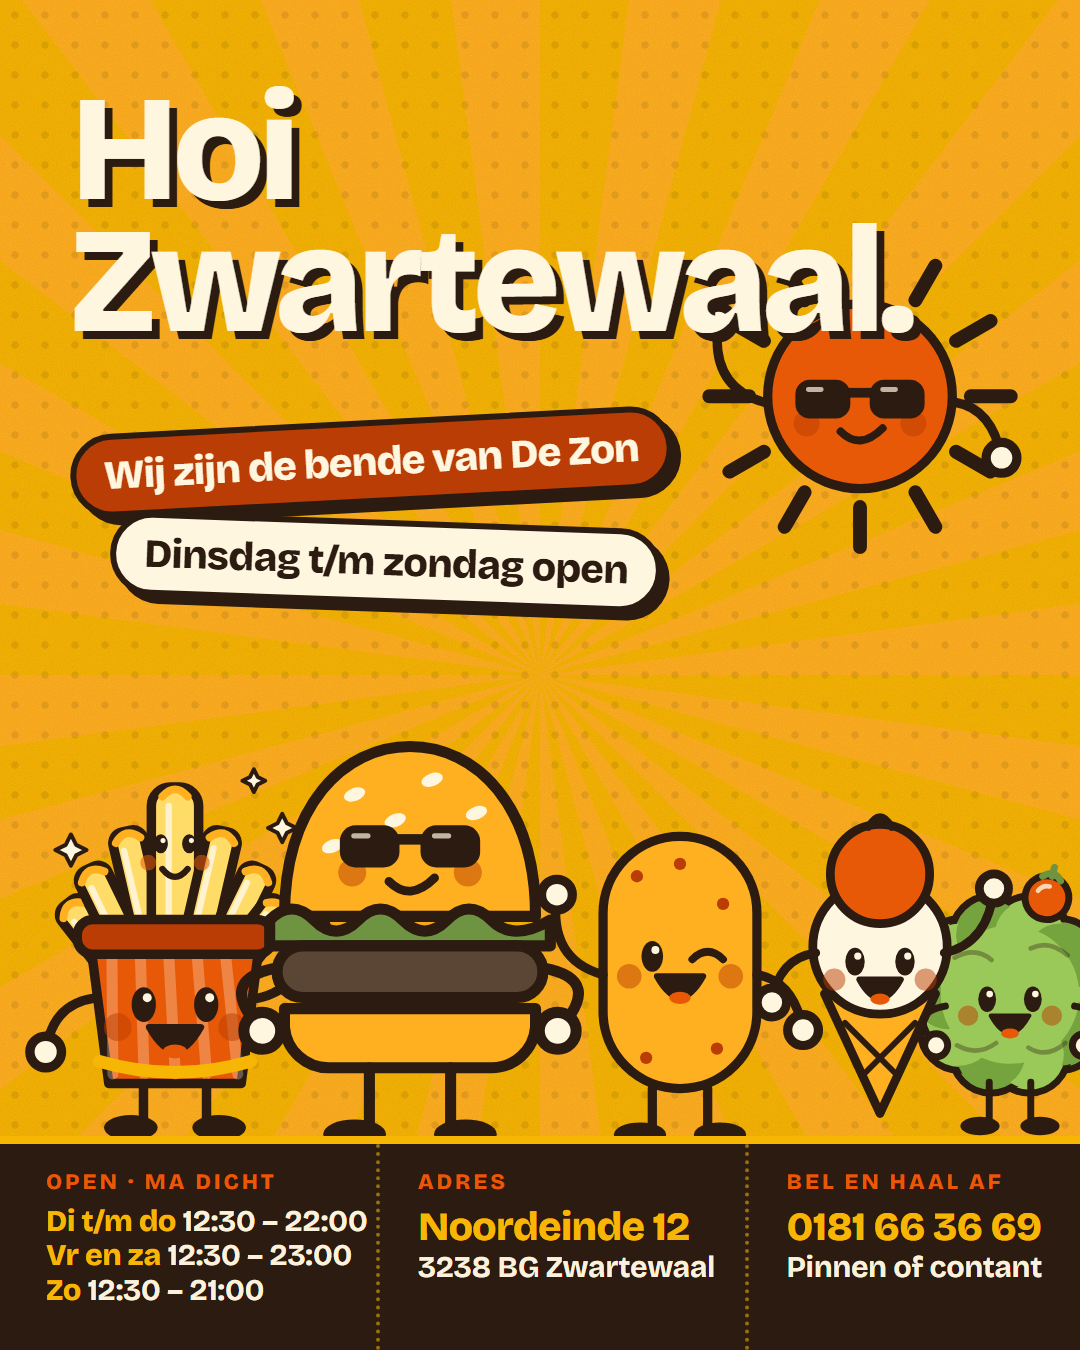 Hoi
Zwartewaal.
Wij zijn de bende van De Zon
Dinsdag t/m zondag open
OPEN · MA DICHT
Di t/m do 12:30 – 22:00
Vr en za 12:30 – 23:00
Zo 12:30 – 21:00
ADRES
Noordeinde 12
3238 BG Zwartewaal
BEL EN HAAL AF
0181 66 36 69
Pinnen of contant